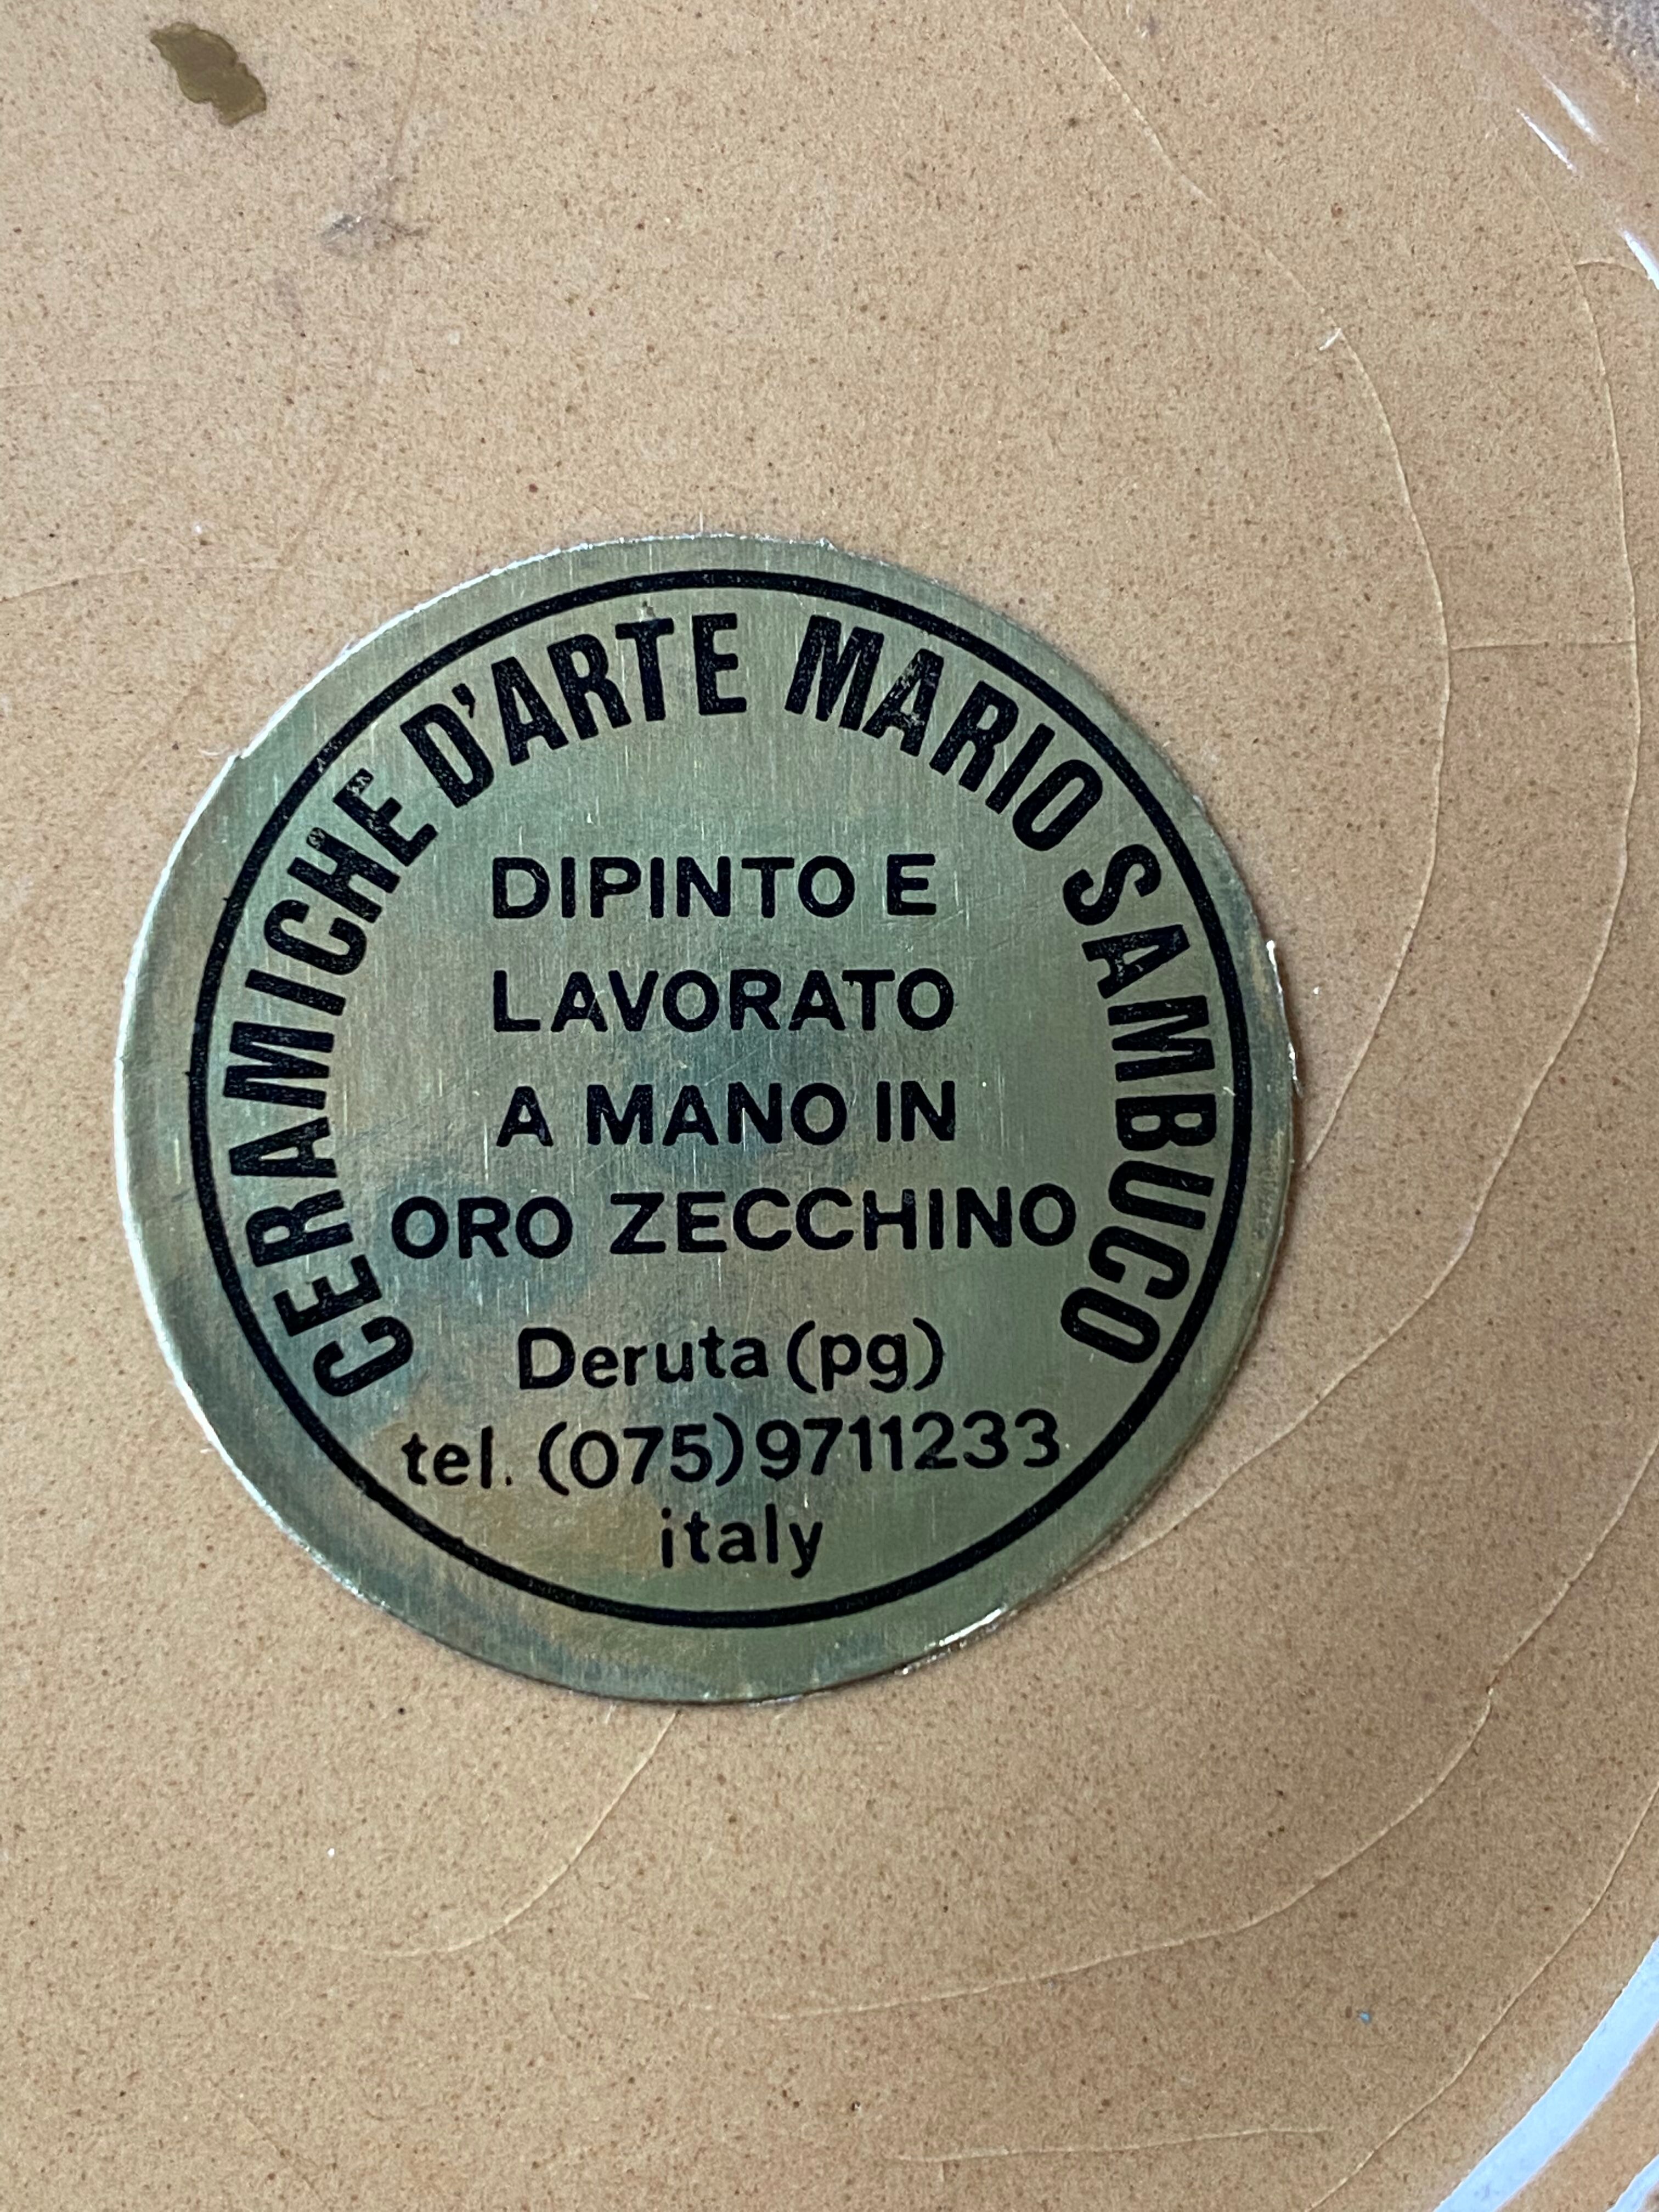 CERAMICHE D'ARTE MARIO SAMBUCO
DIPINTO E
LAVORATO
A MANO IN
ORO ZECCHINO
Deruta (pg)
tel. (075) 9711233
italy